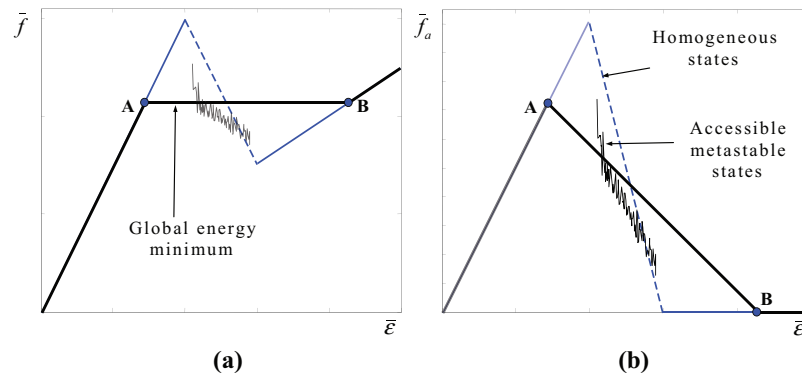 f̄
A
B
Global energy
minimum
ε̄
(a)
f̄ₐ
Homogeneous
states
A
Accessible
metastable
states
B
ε̄
(b)